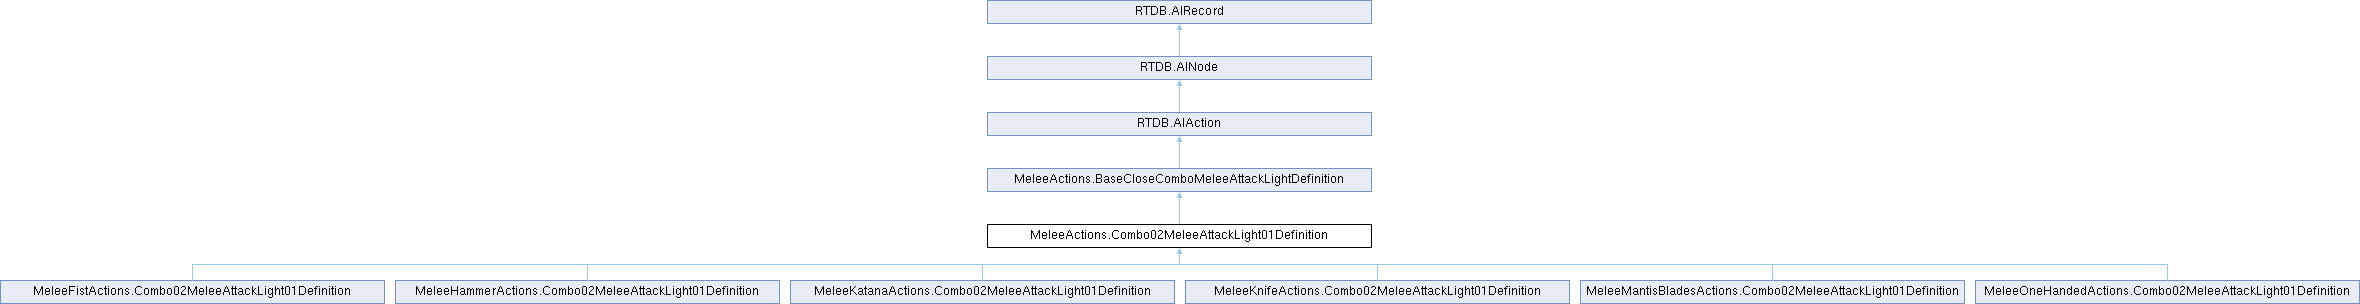 RTDB.AIRecord
RTDB.AINode
RTDB.AIAction
MeleeActions.BaseCloseComboMeleeAttackLightDefinition
MeleeActions.Combo02MeleeAttackLight01Definition
MeleeFistActions.Combo02MeleeAttackLight01Definition
MeleeHammerActions.Combo02MeleeAttackLight01Definition
MeleeKatanaActions.Combo02MeleeAttackLight01Definition
MeleeKnifeActions.Combo02MeleeAttackLight01Definition
MeleeMantisBladesActions.Combo02MeleeAttackLight01Definition
MeleeOneHandedActions.Combo02MeleeAttackLight01Definition